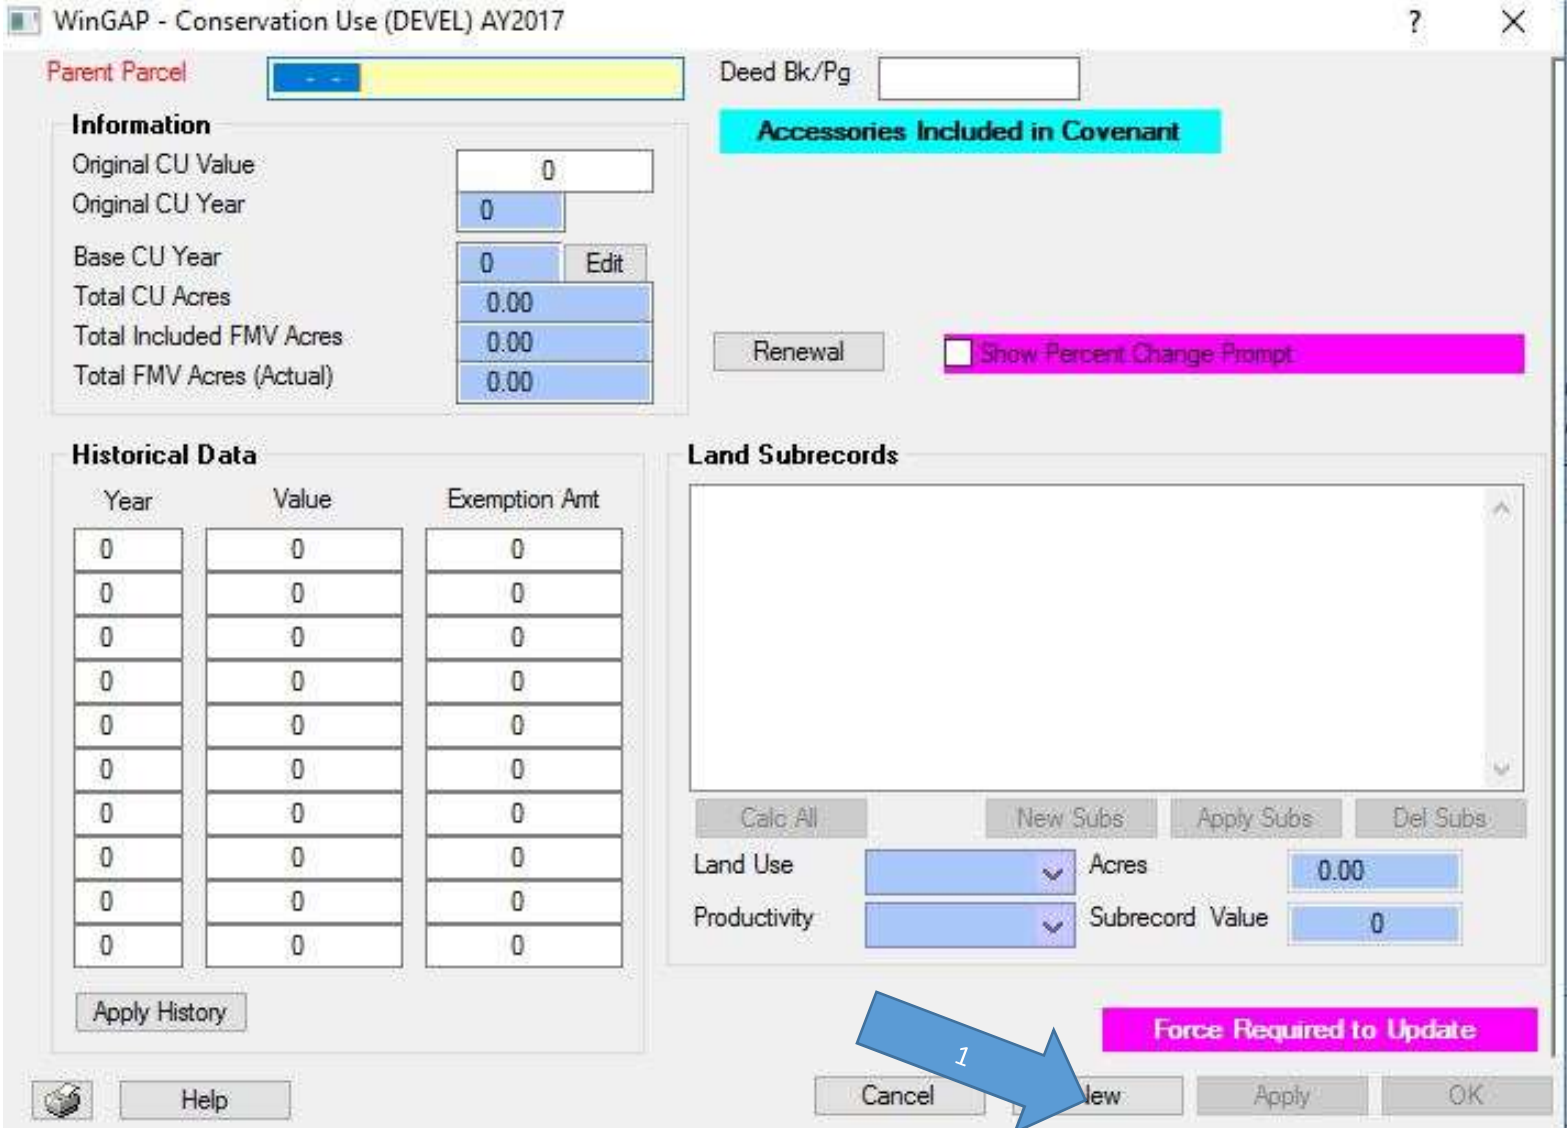 WinGAP - Conservation Use (DEVEL) AY2017
?
Parent Parcel
- -
Deed Bk/Pg
Information
Accessories Included in Covenant
Original CU Value 0
Original CU Year 0
Base CU Year 0 Edit
Total CU Acres 0.00
Total Included FMV Acres 0.00
Total FMV Acres (Actual) 0.00
Renewal
Show Percent Change Prompt
Historical Data
Year Value Exemption Amt
0 0 0
0 0 0
0 0 0
0 0 0
0 0 0
0 0 0
0 0 0
0 0 0
0 0 0
0 0 0
Apply History
Land Subrecords
Calc All New Subs Apply Subs Del Subs
Land Use Acres 0.00
Productivity Subrecord Value 0
Force Required to Update
1
Help Cancel New Apply OK